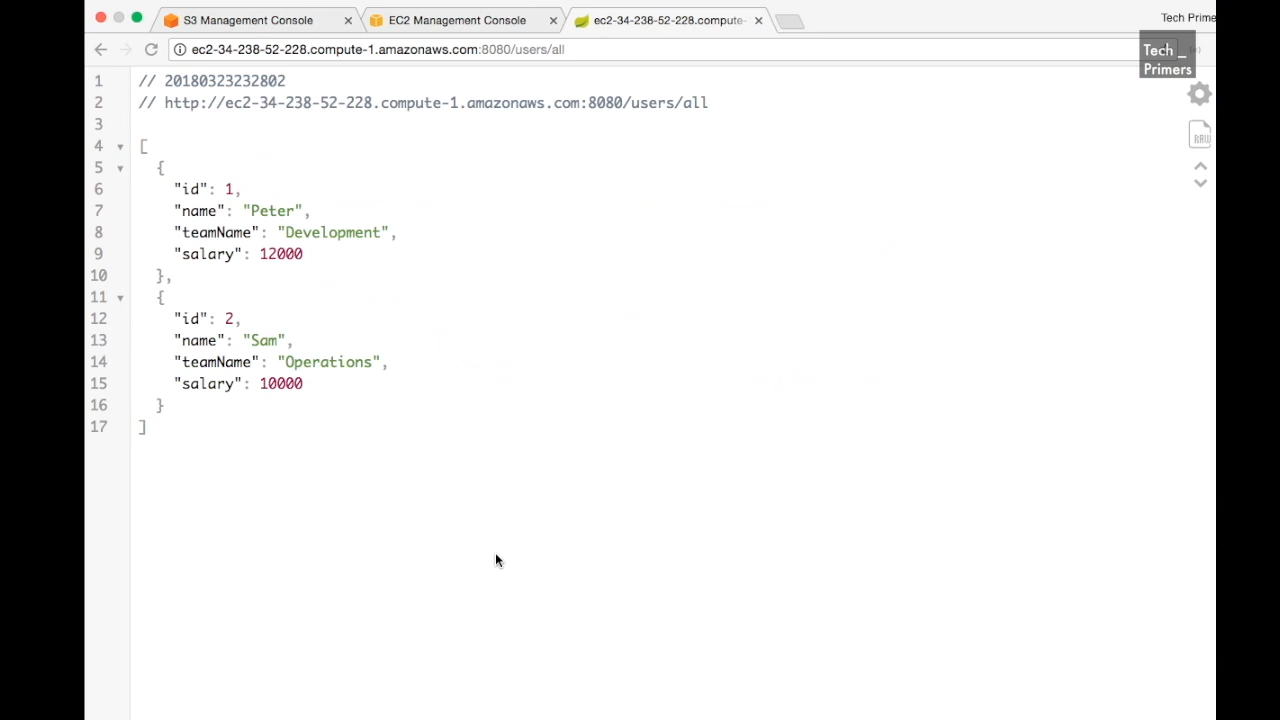 S3 Management Console
EC2 Management Console
ec2-34-238-52-228.compute-
Tech Prime
ec2-34-238-52-228.compute-1.amazonaws.com:8080/users/all
Tech _
Primers
1 // 20180323232802
2 // http://ec2-34-238-52-228.compute-1.amazonaws.com:8080/users/all
3
4 [
5 {
6 "id": 1,
7 "name": "Peter",
8 "teamName": "Development",
9 "salary": 12000
10 },
11 {
12 "id": 2,
13 "name": "Sam",
14 "teamName": "Operations",
15 "salary": 10000
16 }
17 ]
RAW